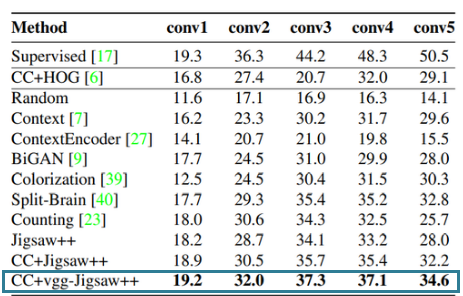 Method conv1 conv2 conv3 conv4 conv5
Supervised [17] 19.3 36.3 44.2 48.3 50.5
CC+HOG [6] 16.8 27.4 20.7 32.0 29.1
Random 11.6 17.1 16.9 16.3 14.1
Context [7] 16.2 23.3 30.2 31.7 29.6
ContextEncoder [27] 14.1 20.7 21.0 19.8 15.5
BiGAN [9] 17.7 24.5 31.0 29.9 28.0
Colorization [39] 12.5 24.5 30.4 31.5 30.3
Split-Brain [40] 17.7 29.3 35.4 35.2 32.8
Counting [23] 18.0 30.6 34.3 32.5 25.7
Jigsaw++ 18.2 28.7 34.1 33.2 28.0
CC+Jigsaw++ 18.9 30.5 35.7 35.4 32.2
CC+vgg-Jigsaw++ 19.2 32.0 37.3 37.1 34.6